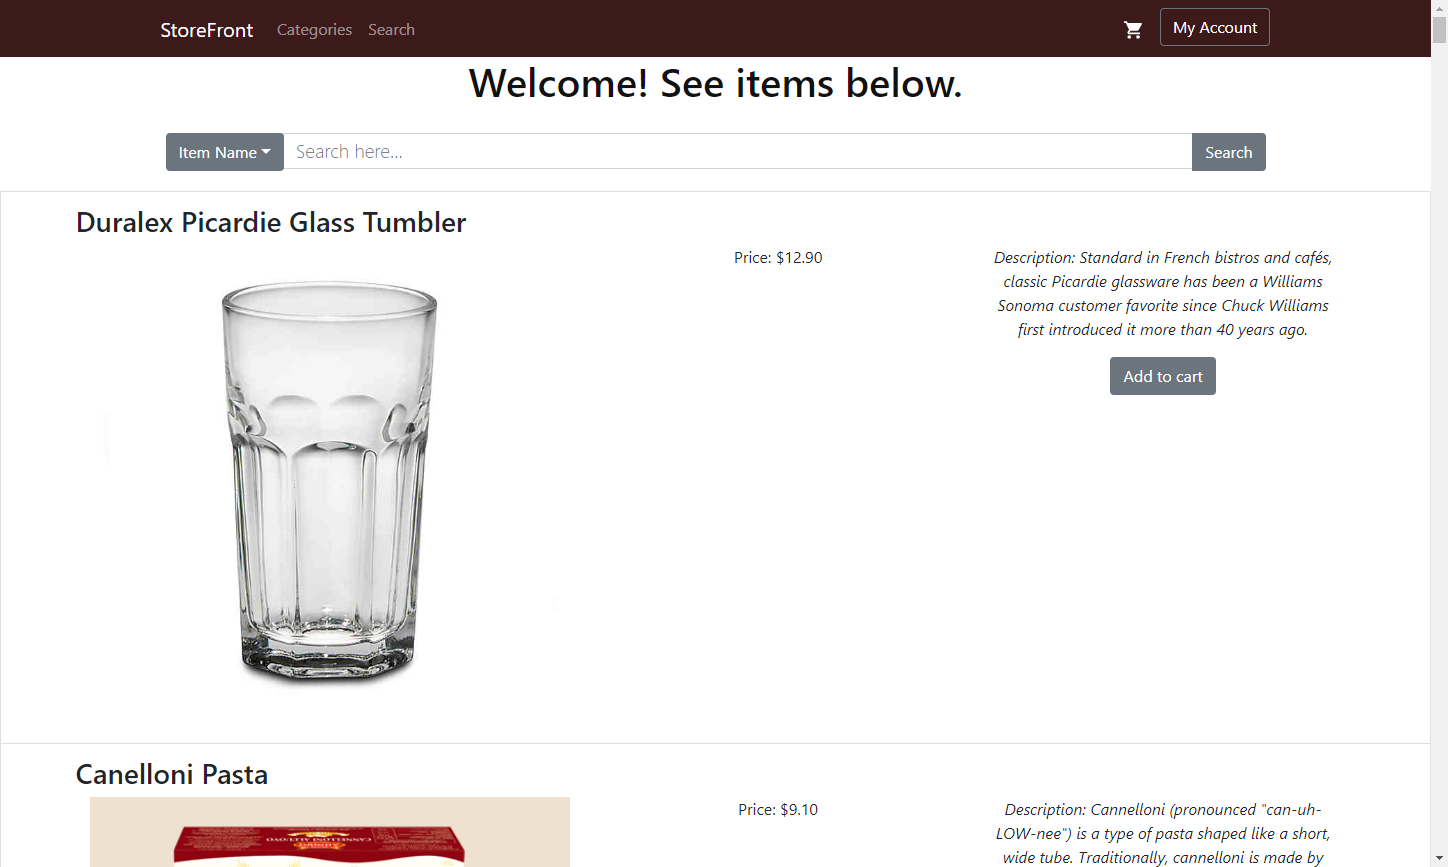 StoreFront Categories Search My Account
Welcome! See items below.
Item Name Search here... Search
Duralex Picardie Glass Tumbler
Price: $12.90
Description: Standard in French bistros and cafés,
classic Picardie glassware has been a Williams
Sonoma customer favorite since Chuck Williams
first introduced it more than 40 years ago.
Add to cart
Canelloni Pasta
Price: $9.10
Description: Cannelloni (pronounced "can-uh-
LOW-nee") is a type of pasta shaped like a short,
wide tube. Traditionally, cannelloni is made by